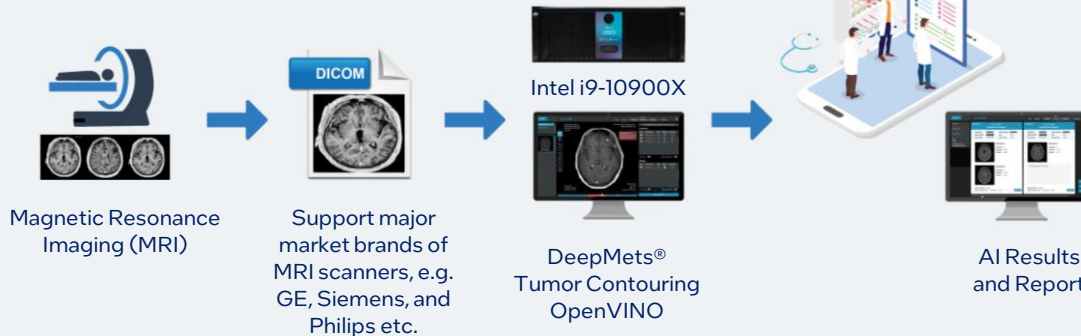 DICOM
Intel i9-10900X
Magnetic Resonance
Imaging (MRI)
Support major
market brands of
MRI scanners, e.g.
GE, Siemens, and
Philips etc.
DeepMets®
Tumor Contouring
OpenVINO
AI Results
and Report